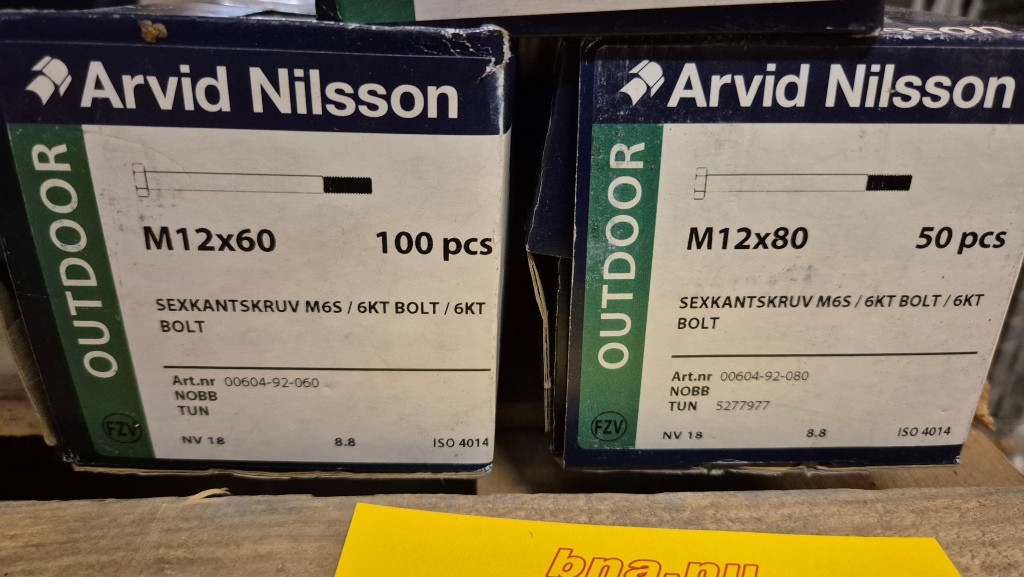 Arvid Nilsson
OUTDOOR
M12x60 100 pcs
SEXKANTSKRUV M6S / 6KT BOLT / 6KT
BOLT
Art.nr 00604-92-060
NOBB
TUN
FZV
NV 18 8.8 ISO 4014
Arvid Nilsson
OUTDOOR
M12x80 50 pcs
SEXKANTSKRUV M6S / 6KT BOLT / 6KT
BOLT
Art.nr 00604-92-080
NOBB
TUN 5277977
FZV
NV 18 8.8 ISO 4014
bna.nu